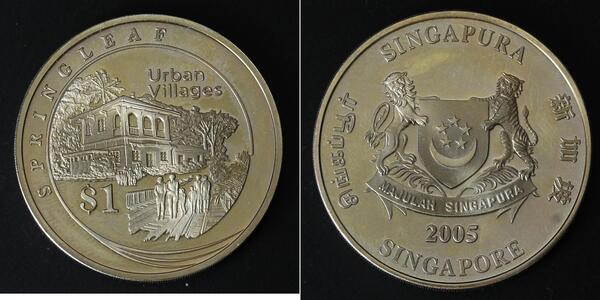 SPRINGLEAF
Urban
Villages
$1
SINGAPURA
சிங்கப்பூர்
新加坡
MAJULAH SINGAPURA
2005
SINGAPORE